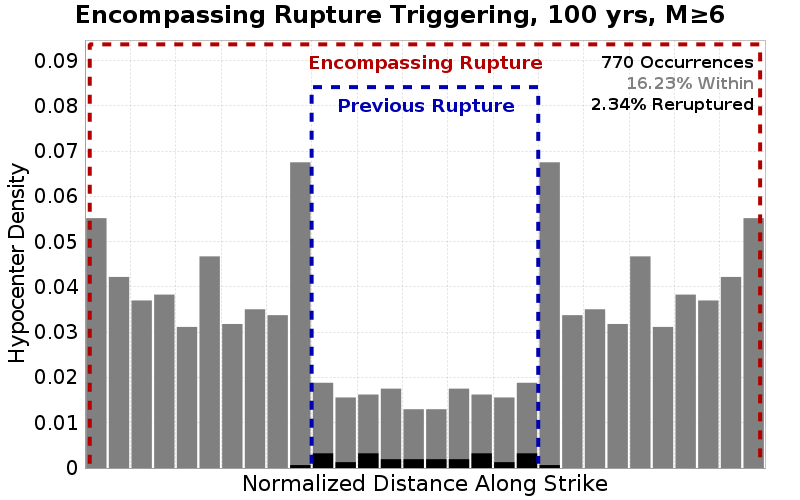 Encompassing Rupture Triggering, 100 yrs, M≥6
Encompassing Rupture
770 Occurrences
16.23% Within
2.34% Reruptured
Previous Rupture
Hypocenter Density
0.09
0.08
0.07
0.06
0.05
0.04
0.03
0.02
0.01
0
Normalized Distance Along Strike